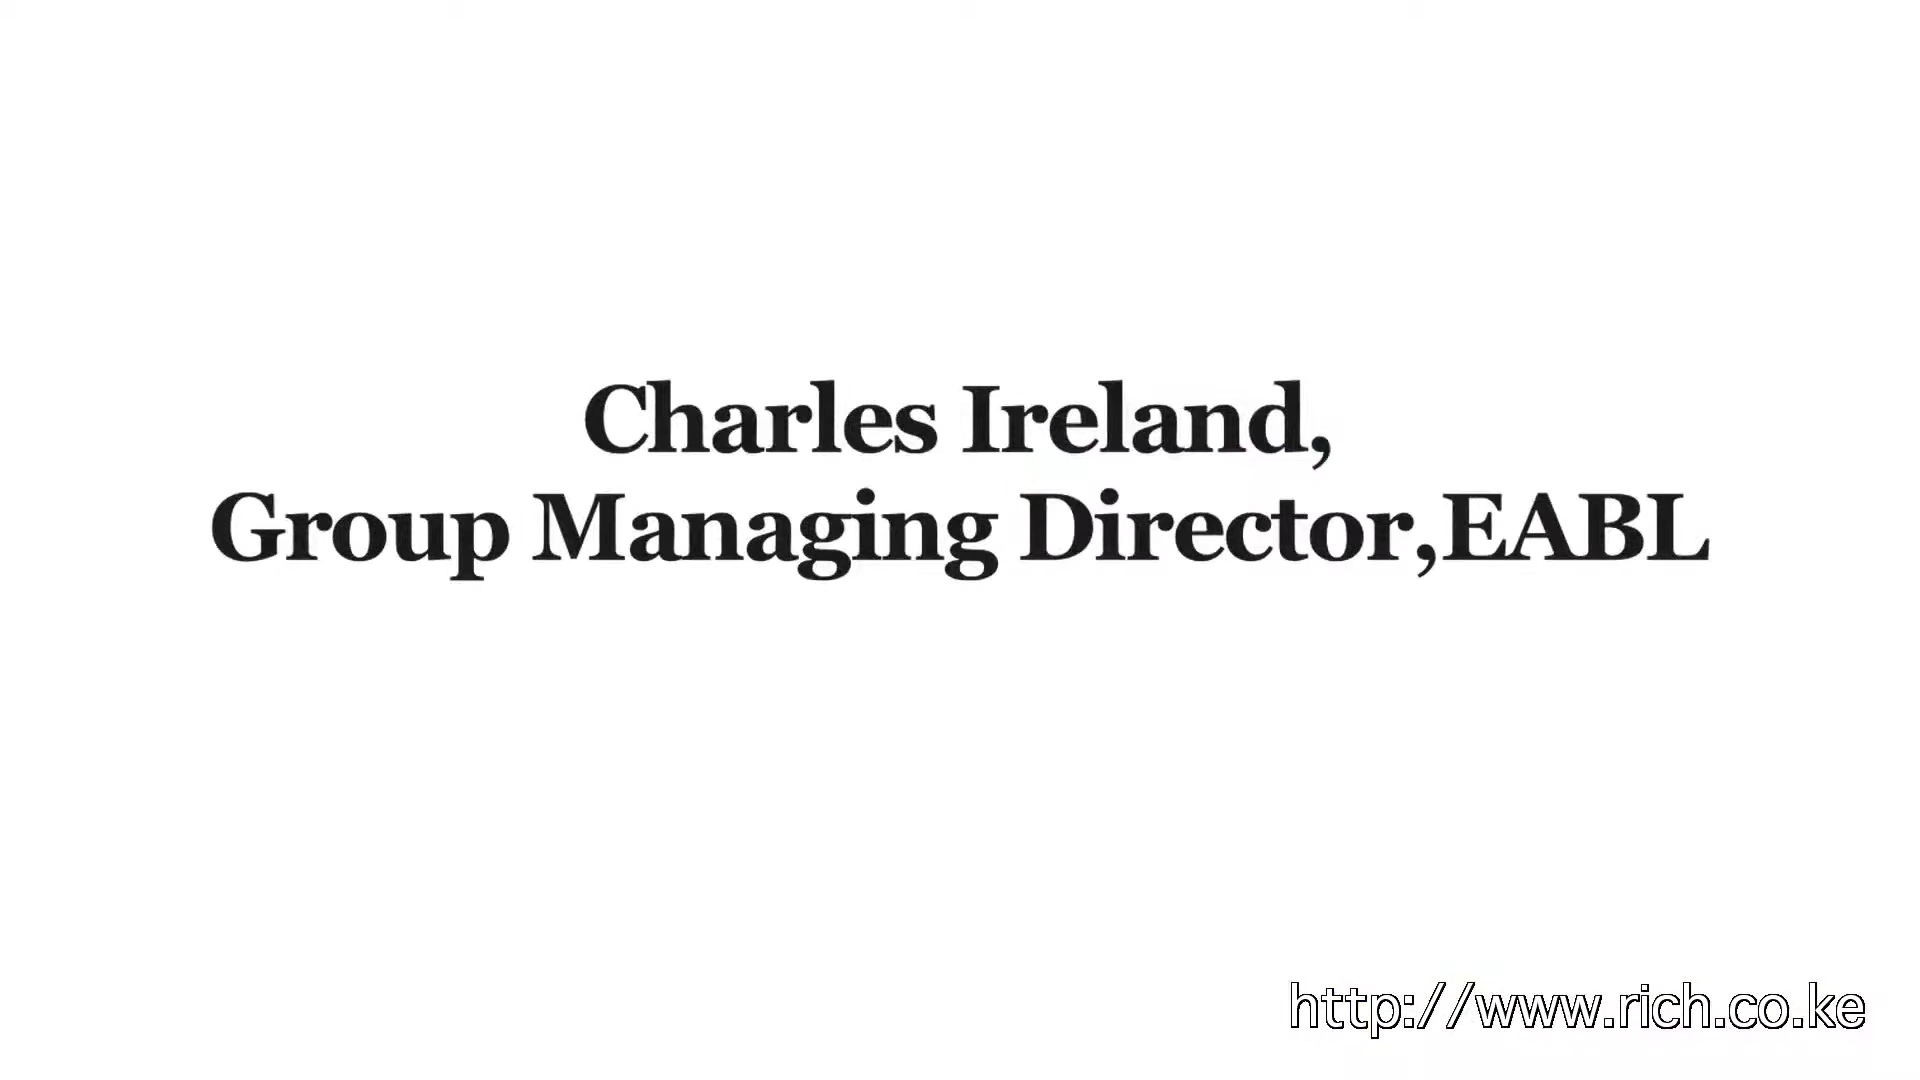 Charles Ireland,
Group Managing Director,EABL
http://www.rich.co.ke